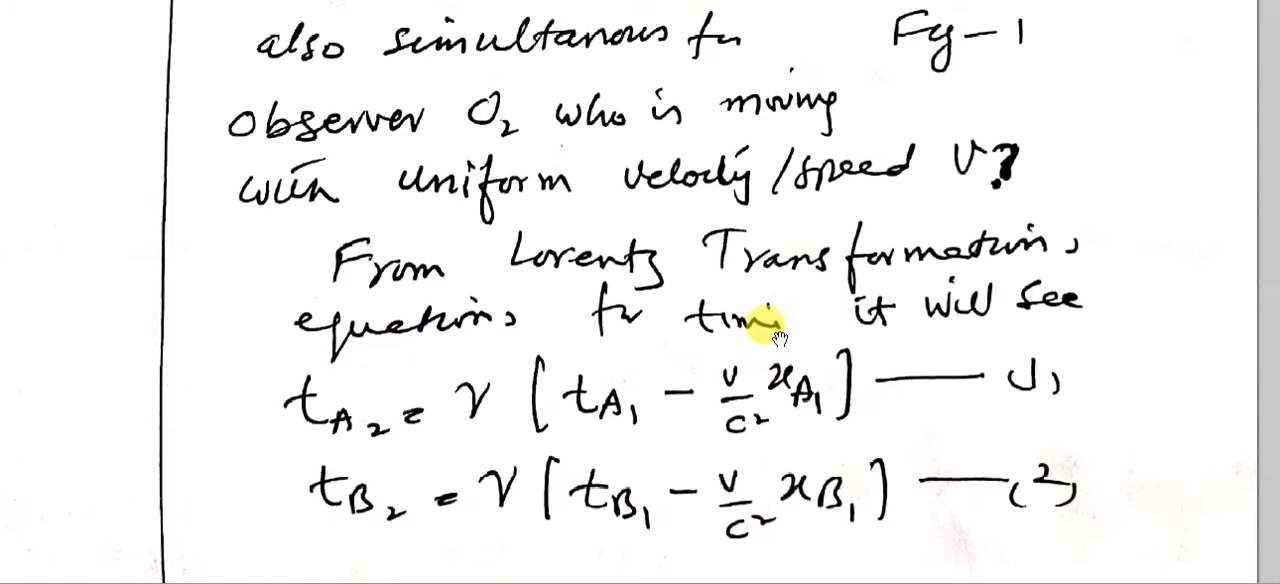 also simultanous for Fig-1
observer O₂ who is moving
with uniform velocity/speed v?
From Lorentz Transformations
equations for time it will see
t_A₂ = γ [t_A₁ - v/c² x_A₁] —— (1)
t_B₂ = γ [t_B₁ - v/c² x_B₁] —— (2)